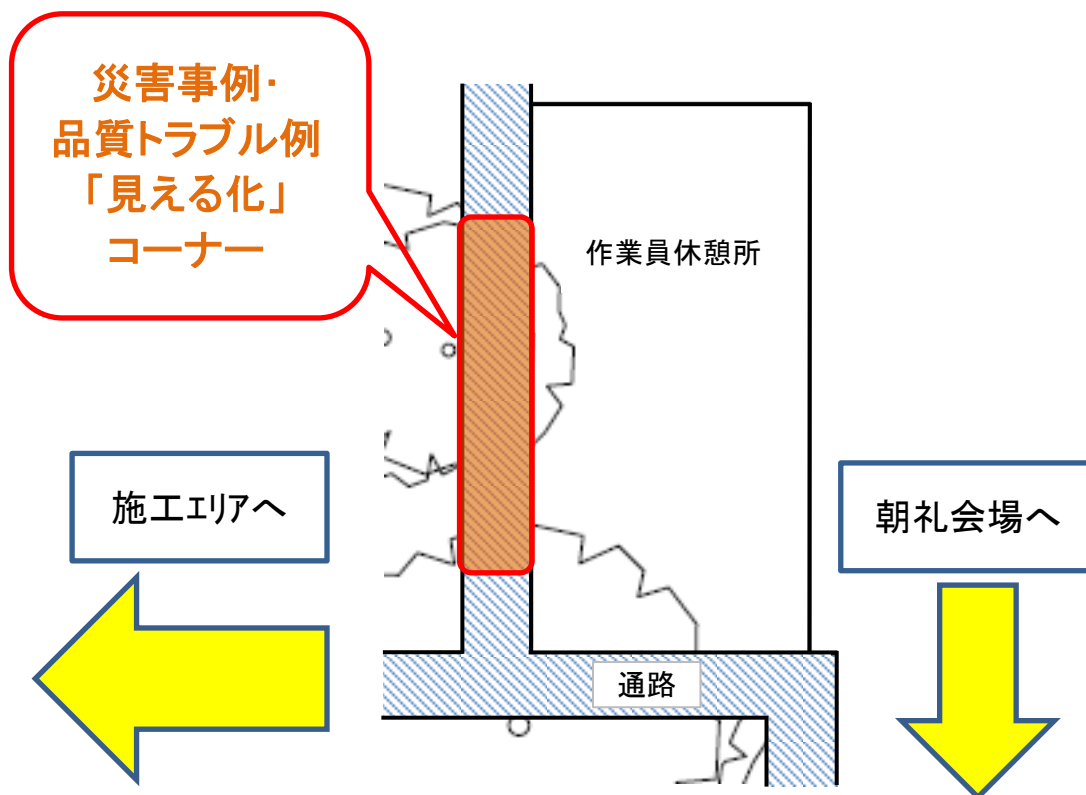 災害事例・
品質トラブル例
「見える化」
コーナー
作業員休憩所
施工ｴﾘｱへ
朝礼会場へ
通路